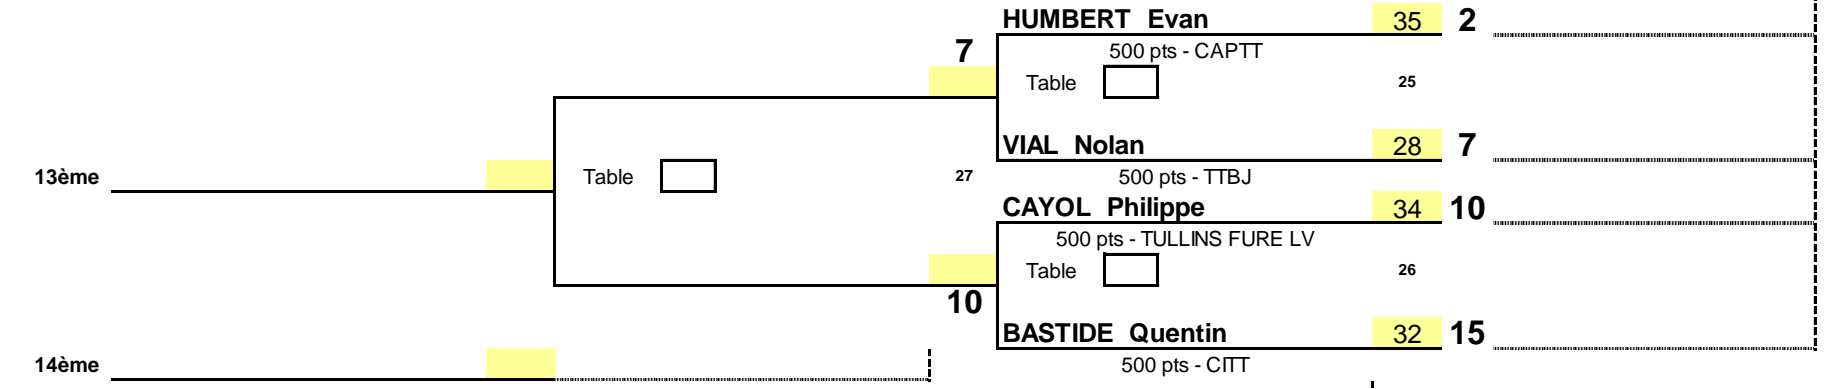 HUMBERT Evan 35 2
7 500 pts - CAPTT
Table 25
VIAL Nolan 28 7
13ème Table 27 500 pts - TTBJ
CAYOL Philippe 34 10
500 pts - TULLINS FURE LV
Table 26
10
BASTIDE Quentin 32 15
14ème 500 pts - CITT